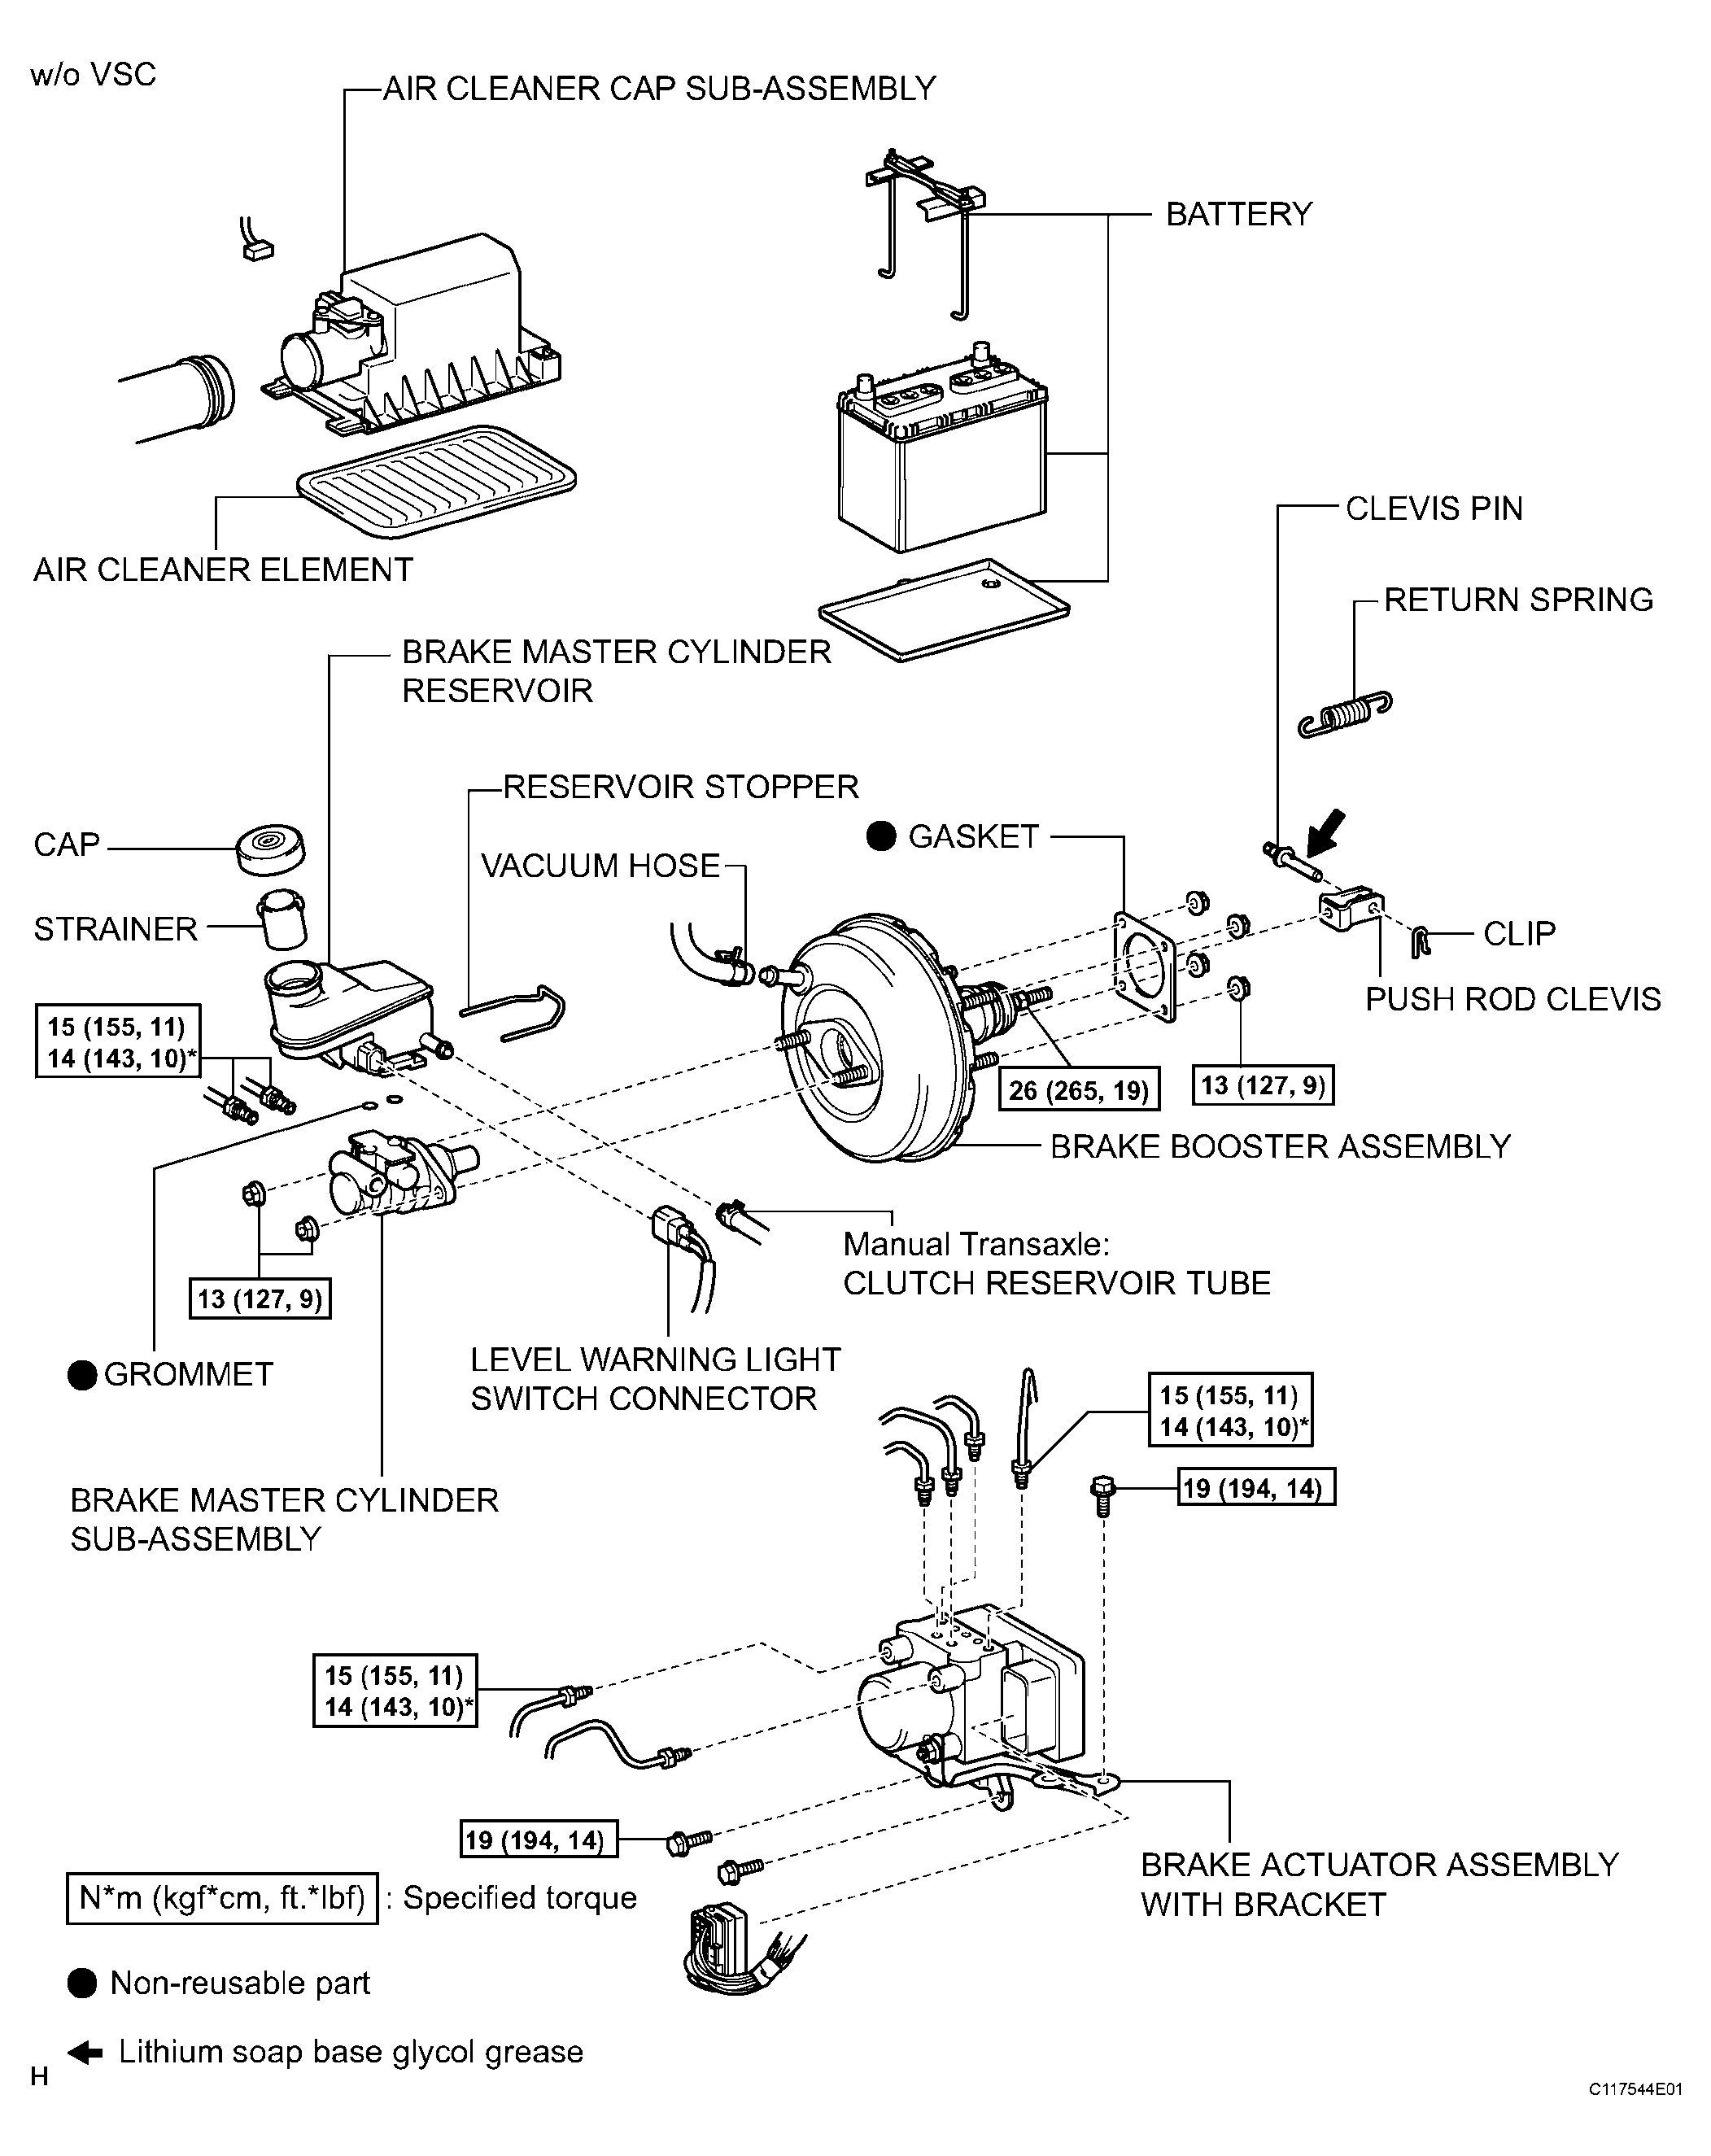 w/o VSC
AIR CLEANER CAP SUB-ASSEMBLY
BATTERY
CLEVIS PIN
AIR CLEANER ELEMENT
RETURN SPRING
BRAKE MASTER CYLINDER
RESERVOIR
RESERVOIR STOPPER
CAP
GASKET
VACUUM HOSE
STRAINER
CLIP
PUSH ROD CLEVIS
15 (155, 11)
14 (143, 10)*
26 (265, 19)
13 (127, 9)
BRAKE BOOSTER ASSEMBLY
Manual Transaxle:
CLUTCH RESERVOIR TUBE
13 (127, 9)
GROMMET
LEVEL WARNING LIGHT
SWITCH CONNECTOR
15 (155, 11)
14 (143, 10)*
19 (194, 14)
BRAKE MASTER CYLINDER
SUB-ASSEMBLY
15 (155, 11)
14 (143, 10)*
19 (194, 14)
BRAKE ACTUATOR ASSEMBLY
WITH BRACKET
N*m (kgf*cm, ft.*lbf) : Specified torque
Non-reusable part
Lithium soap base glycol grease
H
C117544E01